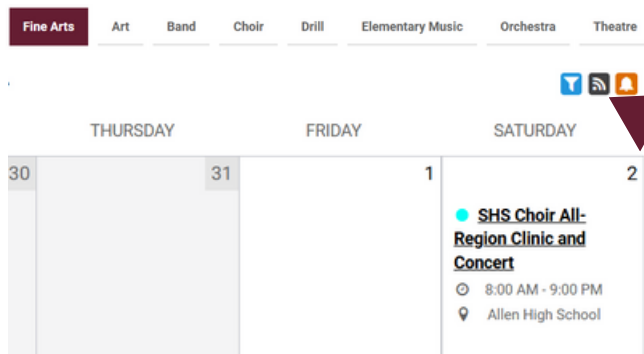 Fine Arts Art Band Choir Drill Elementary Music Orchestra Theatre
THURSDAY FRIDAY SATURDAY
30 31 1 2
SHS Choir All-
Region Clinic and
Concert
8:00 AM - 9:00 PM
Allen High School